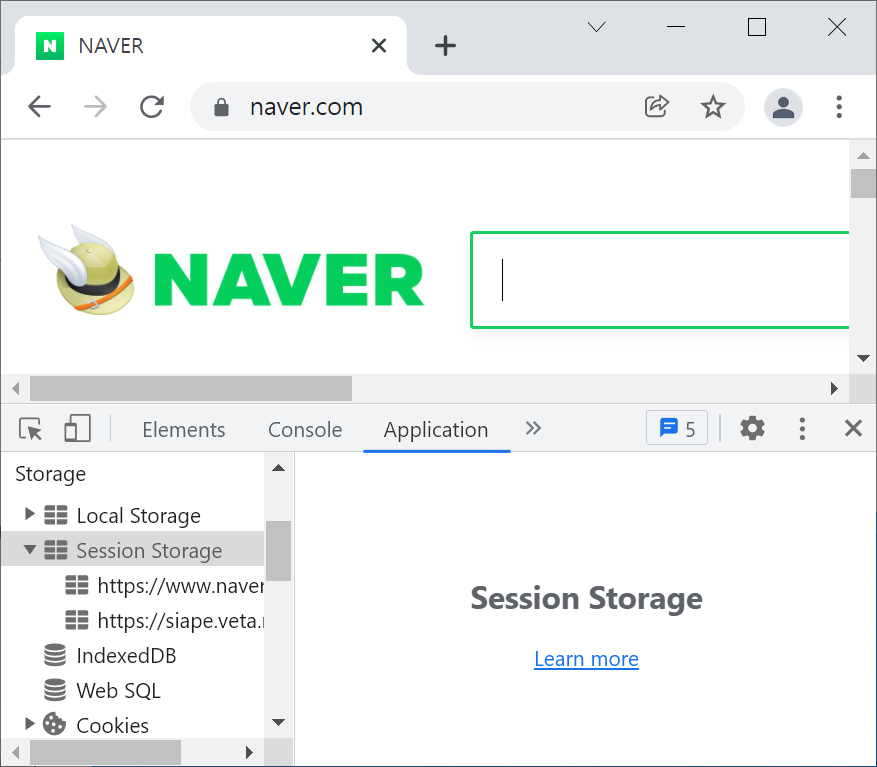 N NAVER
naver.com
NAVER
Elements Console Application 5
Storage
Local Storage
Session Storage
https://www.naver
https://siape.veta.
IndexedDB
Web SQL
Cookies
Session Storage
Learn more